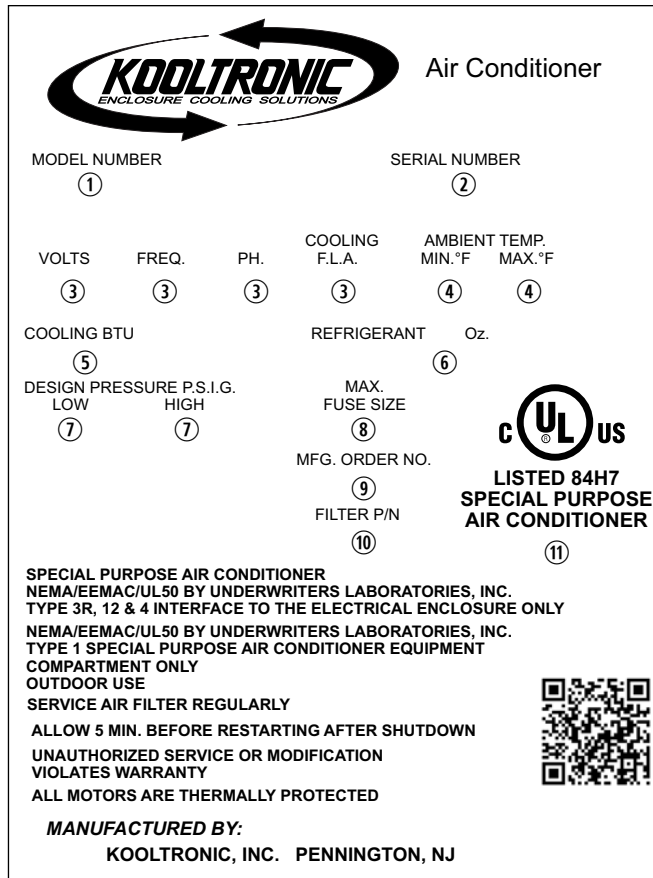 KOOLTRONIC
ENCLOSURE COOLING SOLUTIONS
Air Conditioner
MODEL NUMBER SERIAL NUMBER
① ②
COOLING AMBIENT TEMP.
VOLTS FREQ. PH. F.L.A. MIN.°F MAX.°F
③ ③ ③ ③ ④ ④
COOLING BTU REFRIGERANT Oz.
⑤ ⑥
DESIGN PRESSURE P.S.I.G. MAX.
LOW HIGH FUSE SIZE
⑦ ⑦ ⑧
C UL ® US
MFG. ORDER NO.
⑨
FILTER P/N
⑩
LISTED 84H7
SPECIAL PURPOSE
AIR CONDITIONER
⑪
SPECIAL PURPOSE AIR CONDITIONER
NEMA/EEMAC/UL50 BY UNDERWRITERS LABORATORIES, INC.
TYPE 3R, 12 & 4 INTERFACE TO THE ELECTRICAL ENCLOSURE ONLY
NEMA/EEMAC/UL50 BY UNDERWRITERS LABORATORIES, INC.
TYPE 1 SPECIAL PURPOSE AIR CONDITIONER EQUIPMENT
COMPARTMENT ONLY
OUTDOOR USE
SERVICE AIR FILTER REGULARLY
ALLOW 5 MIN. BEFORE RESTARTING AFTER SHUTDOWN
UNAUTHORIZED SERVICE OR MODIFICATION
VIOLATES WARRANTY
ALL MOTORS ARE THERMALLY PROTECTED
MANUFACTURED BY:
KOOLTRONIC, INC. PENNINGTON, NJ